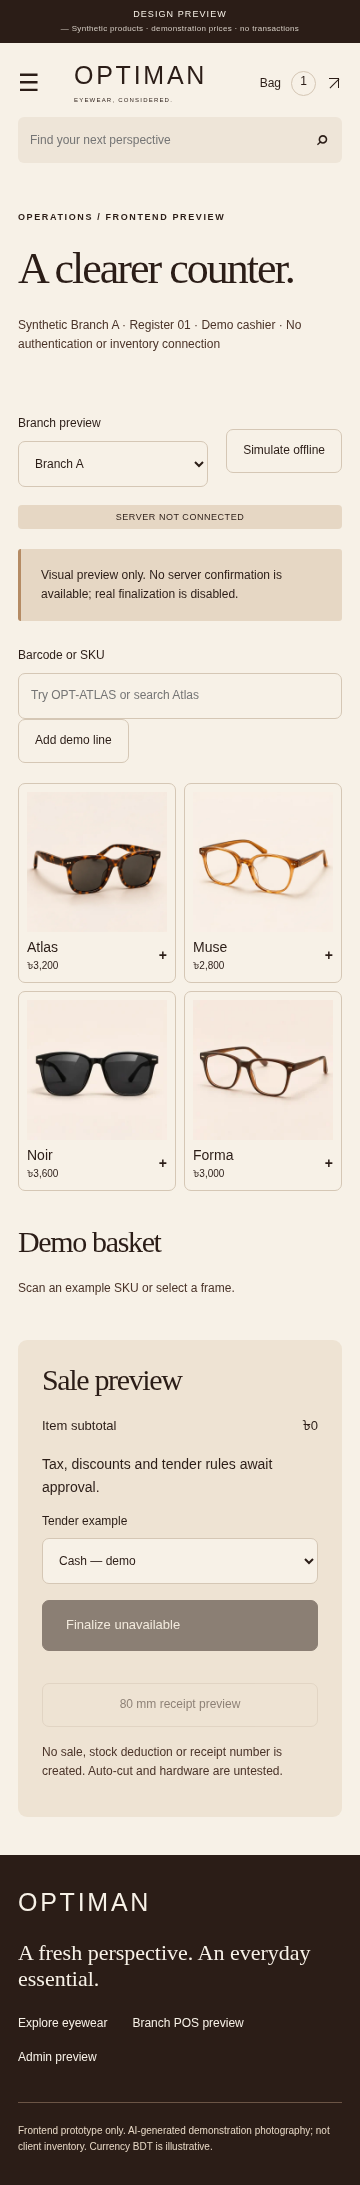 DESIGN PREVIEW
— Synthetic products · demonstration prices · no transactions
☰
OPTIMAN
EYEWEAR, CONSIDERED.
Bag 1
Find your next perspective
OPERATIONS / FRONTEND PREVIEW
A clearer counter.
Synthetic Branch A · Register 01 · Demo cashier · No
authentication or inventory connection
Branch preview
Branch A
Simulate offline
SERVER NOT CONNECTED
Visual preview only. No server confirmation is
available; real finalization is disabled.
Barcode or SKU
Try OPT-ATLAS or search Atlas
Add demo line
Atlas
৳3,200
+
Muse
৳2,800
+
Noir
৳3,600
+
Forma
৳3,000
+
Demo basket
Scan an example SKU or select a frame.
Sale preview
Item subtotal ৳0
Tax, discounts and tender rules await
approval.
Tender example
Cash — demo
Finalize unavailable
80 mm receipt preview
No sale, stock deduction or receipt number is
created. Auto-cut and hardware are untested.
OPTIMAN
A fresh perspective. An everyday
essential.
Explore eyewear Branch POS preview
Admin preview
Frontend prototype only. AI-generated demonstration photography; not
client inventory. Currency BDT is illustrative.